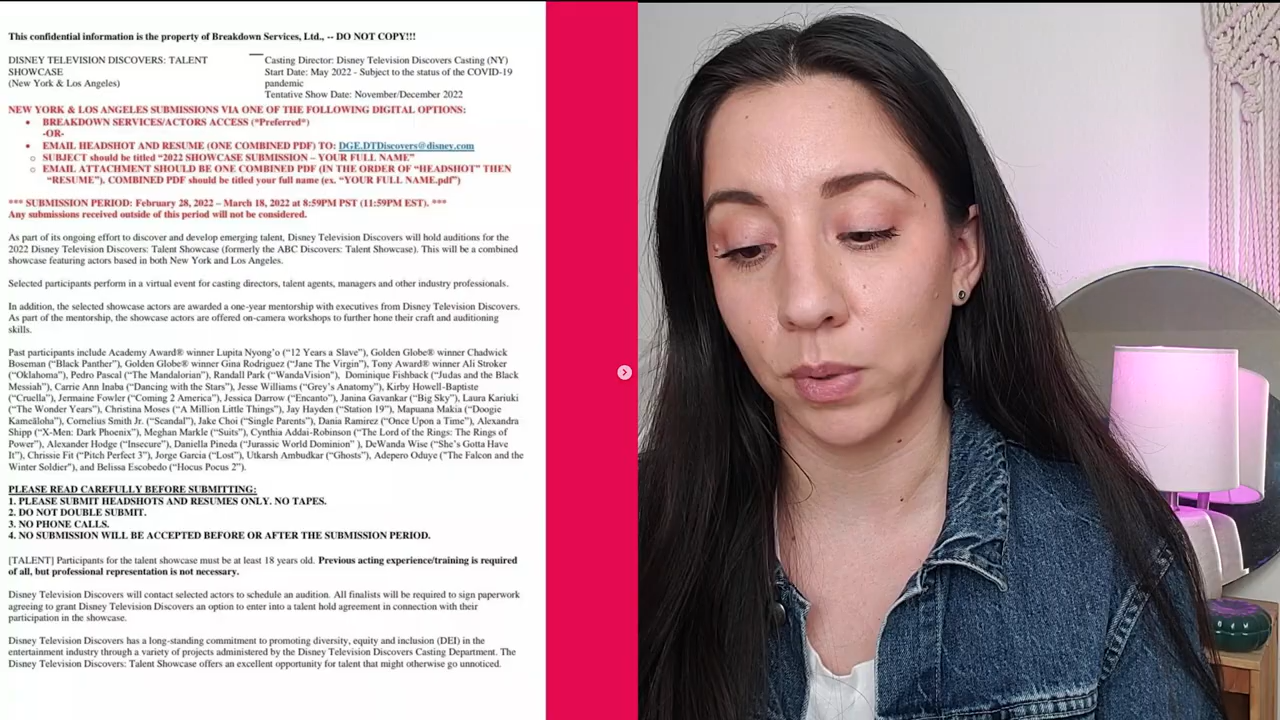 This confidential information is the property of Breakdown Services, Ltd., -- DO NOT COPY!!!
DISNEY TELEVISION DISCOVERS: TALENT
SHOWCASE
(New York & Los Angeles)
Casting Director: Disney Television Discovers Casting (NY)
Start Date: May 2022 - Subject to the status of the COVID-19
pandemic
Tentative Show Date: November/December 2022
NEW YORK & LOS ANGELES SUBMISSIONS VIA ONE OF THE FOLLOWING DIGITAL OPTIONS:
• BREAKDOWN SERVICES/ACTORS ACCESS (*Preferred*)
-OR-
• EMAIL HEADSHOT AND RESUME (ONE COMBINED PDF) TO: DGE.DTDiscovers@disney.com
○ SUBJECT should be titled “2022 SHOWCASE SUBMISSION – YOUR FULL NAME”
○ EMAIL ATTACHMENT SHOULD BE ONE COMBINED PDF (IN THE ORDER OF “HEADSHOT” THEN
“RESUME”). COMBINED PDF should be titled your full name (ex. “YOUR FULL NAME.pdf”)
*** SUBMISSION PERIOD: February 28, 2022 – March 18, 2022 at 8:59PM PST (11:59PM EST). ***
Any submissions received outside of this period will not be considered.
As part of its ongoing effort to discover and develop emerging talent, Disney Television Discovers will hold auditions for the
2022 Disney Television Discovers: Talent Showcase (formerly the ABC Discovers: Talent Showcase). This will be a combined
showcase featuring actors based in both New York and Los Angeles.
Selected participants perform in a virtual event for casting directors, talent agents, managers and other industry professionals.
In addition, the selected showcase actors are awarded a one-year mentorship with executives from Disney Television Discovers.
As part of the mentorship, the showcase actors are offered on-camera workshops to further hone their craft and auditioning
skills.
Past participants include Academy Award® winner Lupita Nyong’o (“12 Years a Slave”), Golden Globe® winner Chadwick
Boseman (“Black Panther”), Golden Globe® winner Gina Rodriguez (“Jane The Virgin”), Tony Award® winner Ali Stroker
(“Oklahoma”), Pedro Pascal (“The Mandalorian”), Randall Park (“WandaVision”), Dominique Fishback (“Judas and the Black
Messiah”), Carrie Ann Inaba (“Dancing with the Stars”), Jesse Williams (“Grey’s Anatomy”), Kirby Howell-Baptiste
(“Cruella”), Jermaine Fowler (“Coming 2 America”), Jessica Darrow (“Encanto”), Janina Gavankar (“Big Sky”), Laura Kariuki
(“The Wonder Years”), Christina Moses (“A Million Little Things”), Jay Hayden (“Station 19”), Mapuana Makia (“Doogie
Kameāloha”), Cornelius Smith Jr. (“Scandal”), Jake Choi (“Single Parents”), Dania Ramirez (“Once Upon a Time”), Alexandra
Shipp (“X-Men: Dark Phoenix”), Meghan Markle (“Suits”), Cynthia Addai-Robinson (“The Lord of the Rings: The Rings of
Power”), Alexander Hodge (“Insecure”), Daniella Pineda (“Jurassic World Dominion” ), DeWanda Wise (“She’s Gotta Have
It”), Chrissie Fit (“Pitch Perfect 3”), Jorge Garcia (“Lost”), Utkarsh Ambudkar (“Ghosts”), Adepero Oduye ("The Falcon and the
Winter Soldier"), and Belissa Escobedo (“Hocus Pocus 2”).
PLEASE READ CAREFULLY BEFORE SUBMITTING:
1. PLEASE SUBMIT HEADSHOTS AND RESUMES ONLY. NO TAPES.
2. DO NOT DOUBLE SUBMIT.
3. NO PHONE CALLS.
4. NO SUBMISSION WILL BE ACCEPTED BEFORE OR AFTER THE SUBMISSION PERIOD.
[TALENT] Participants for the talent showcase must be at least 18 years old. Previous acting experience/training is required
of all, but professional representation is not necessary.
Disney Television Discovers will contact selected actors to schedule an audition. All finalists will be required to sign paperwork
agreeing to grant Disney Television Discovers an option to enter into a talent hold agreement in connection with their
participation in the showcase.
Disney Television Discovers has a long-standing commitment to promoting diversity, equity and inclusion (DEI) in the
entertainment industry through a variety of projects administered by the Disney Television Discovers Casting Department. The
Disney Television Discovers: Talent Showcase offers an excellent opportunity for talent that might otherwise go unnoticed.